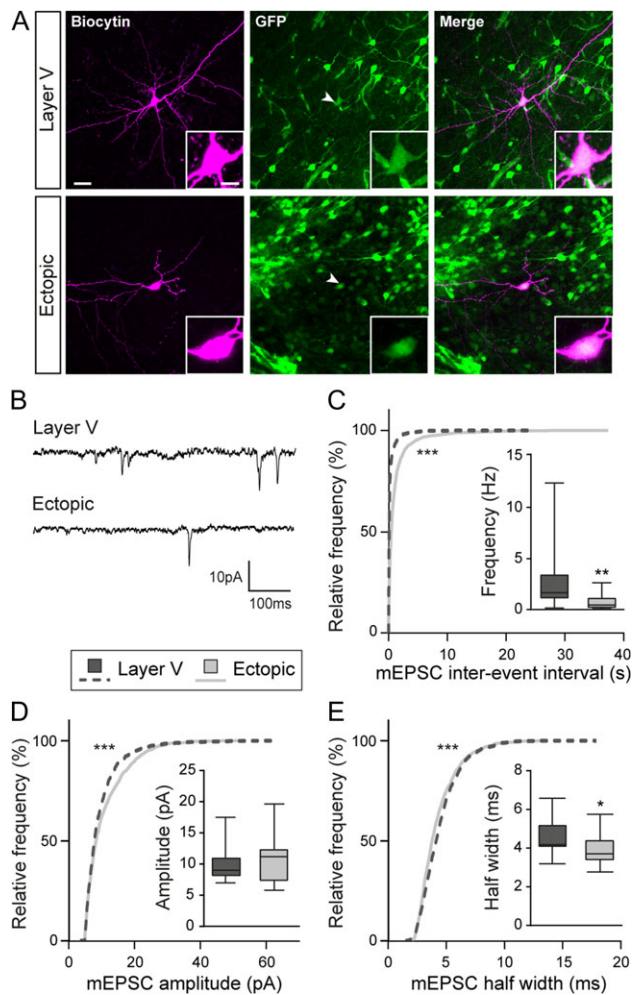 A
Biocytin
GFP
Merge
Layer V
Ectopic
B
Layer V
Ectopic
10pA
100ms
C
Relative frequency (%)
100
50
0
0 10 20 30 40
mEPSC inter-event interval (s)
***
Frequency (Hz)
15
10
5
0
**
Layer V Ectopic
D
Relative frequency (%)
100
50
0
0 20 40 60
mEPSC amplitude (pA)
***
Amplitude (pA)
25
20
15
10
5
0
E
Relative frequency (%)
100
50
0
0 5 10 15 20
mEPSC half width (ms)
***
Half width (ms)
8
6
4
2
0
*